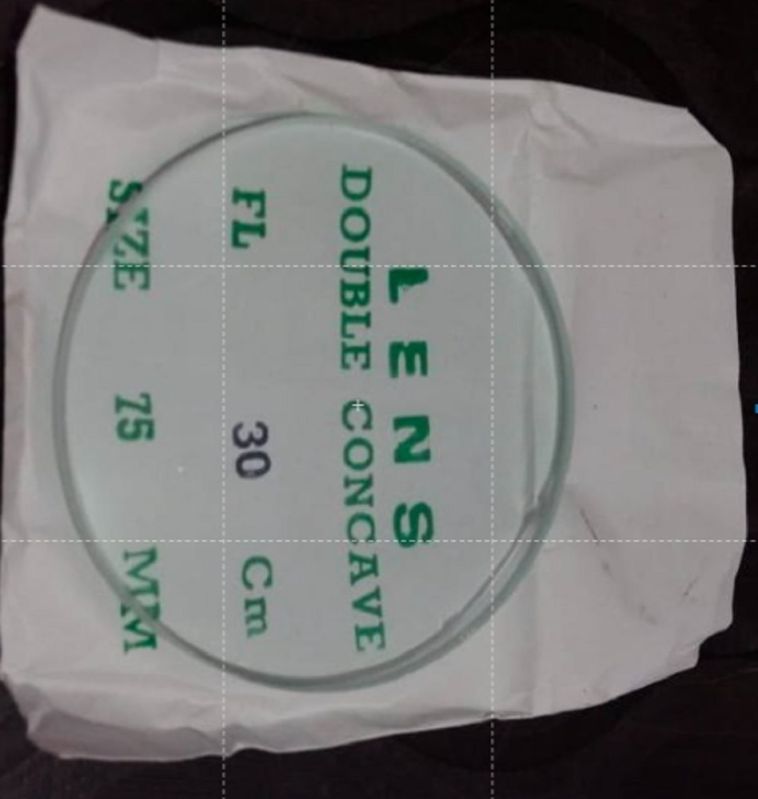 LENS
DOUBLE CONCAVE
FL 30 Cm
SIZE 75 MM